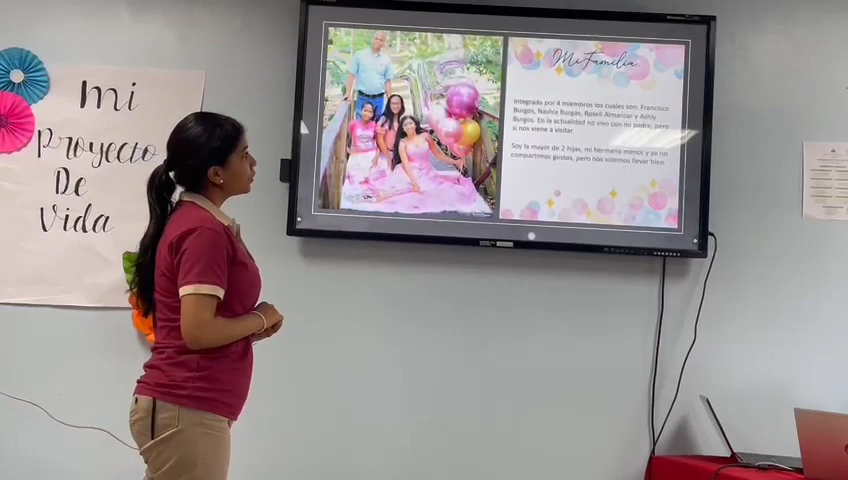 mi
Proyecto
De
Vida
Mi Familia
Integrado por 4 miembros los cuales son: Francisco
Burgos, Nashla Burgos, Roseli Almanzar y Ashly
Burgos. En la actualidad no vivo con mi padre, pero
si nos viene a visitar.
Soy la mayor de 2 hijas, mi hermana menor y yo no
compartimos gustos, pero nos solemos llevar bien.